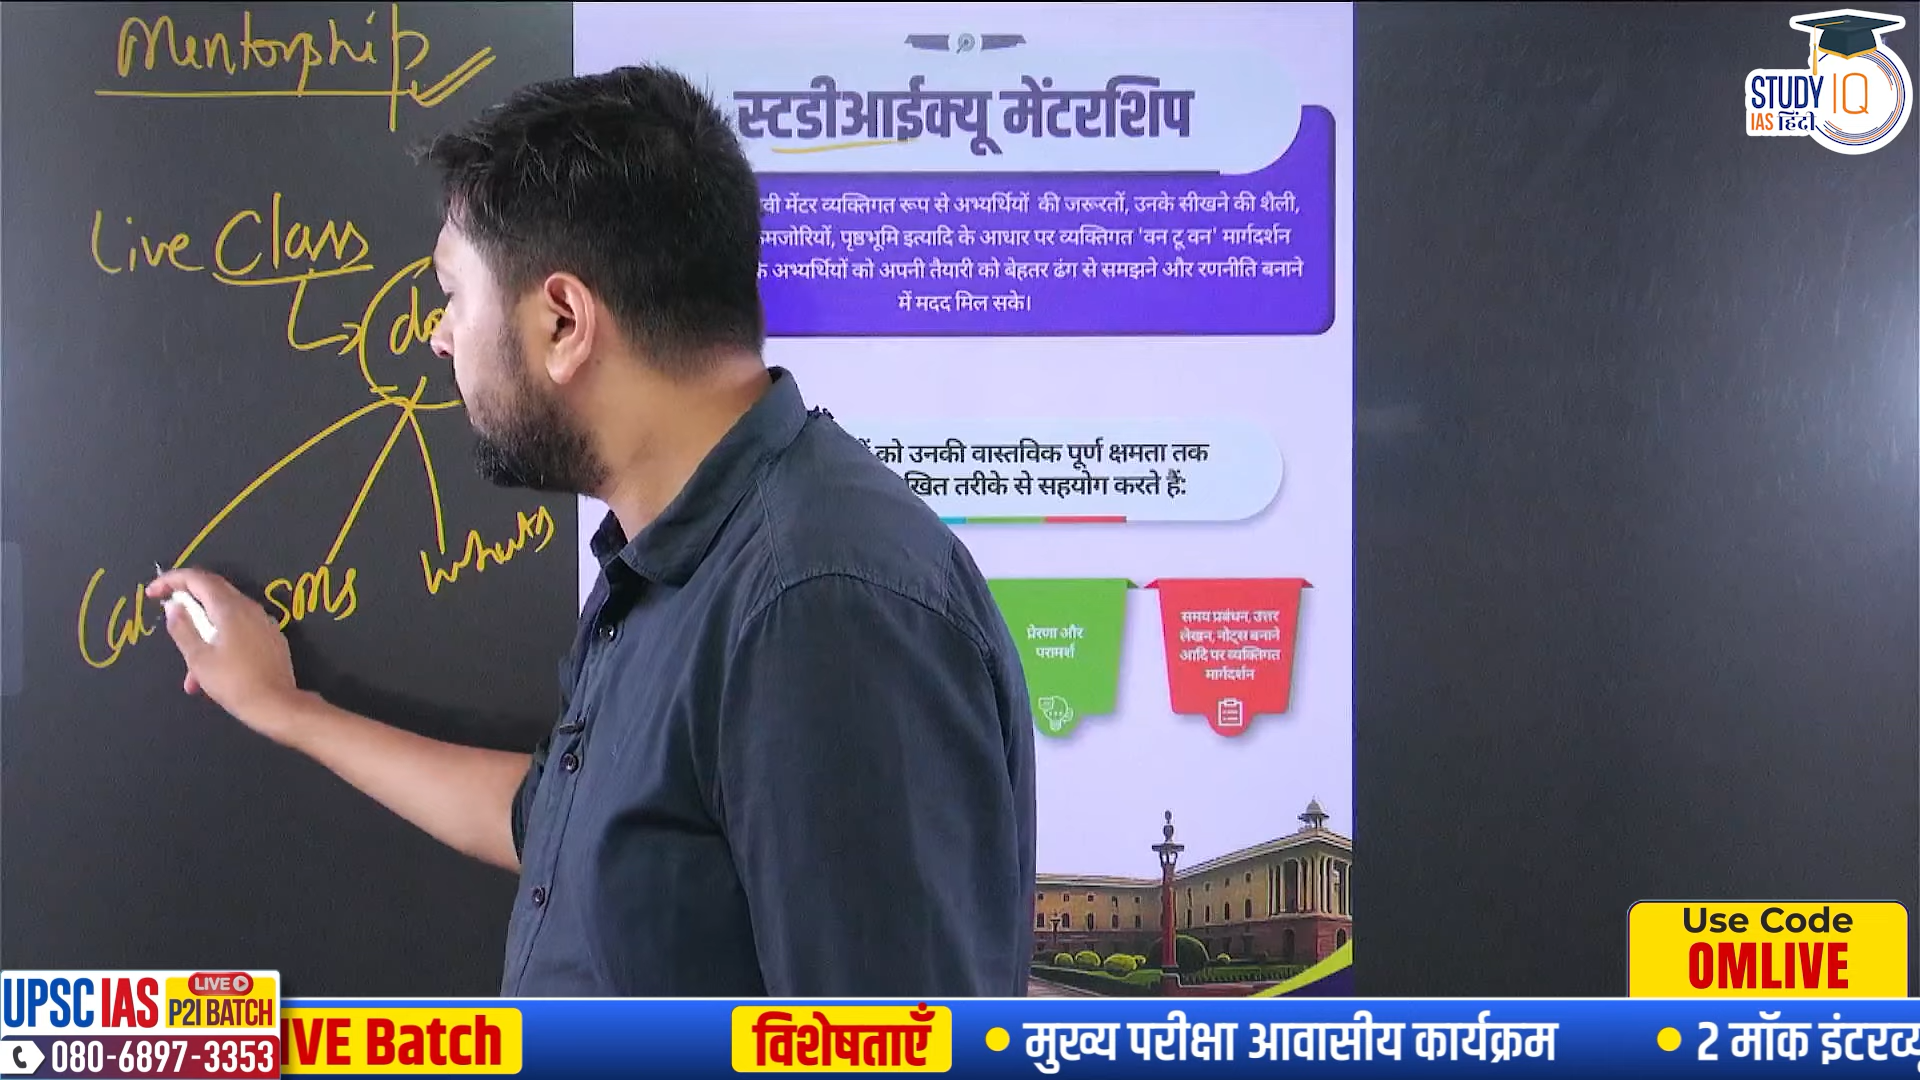 Mentorship
Live Class
sms
स्टडीआईक्यू मेंटरशिप
मेंटर व्यक्तिगत रूप से अभ्यर्थियों की जरूरतों, उनके सीखने की शैली,
पृष्ठभूमि इत्यादि के आधार पर व्यक्तिगत 'वन टू वन' मार्गदर्शन
अभ्यर्थियों को अपनी तैयारी को बेहतर ढंग से समझने और रणनीति बनाने
में मदद मिल सके।
को उनकी वास्तविक पूर्ण क्षमता तक
तरीके से सहयोग करते हैं:
प्रेरणा और
परामर्श
समय प्रबंधन, उत्तर
लेखन, नोट्स बनाने
आदि पर व्यक्तिगत
मार्गदर्शन
STUDY IQ
IAS हिंदी
Use Code
OMLIVE
UPSC IAS
LIVE
P2I BATCH
080-6897-3353
Batch
विशेषताएँ
• मुख्य परीक्षा आवासीय कार्यक्रम
• 2 मॉक